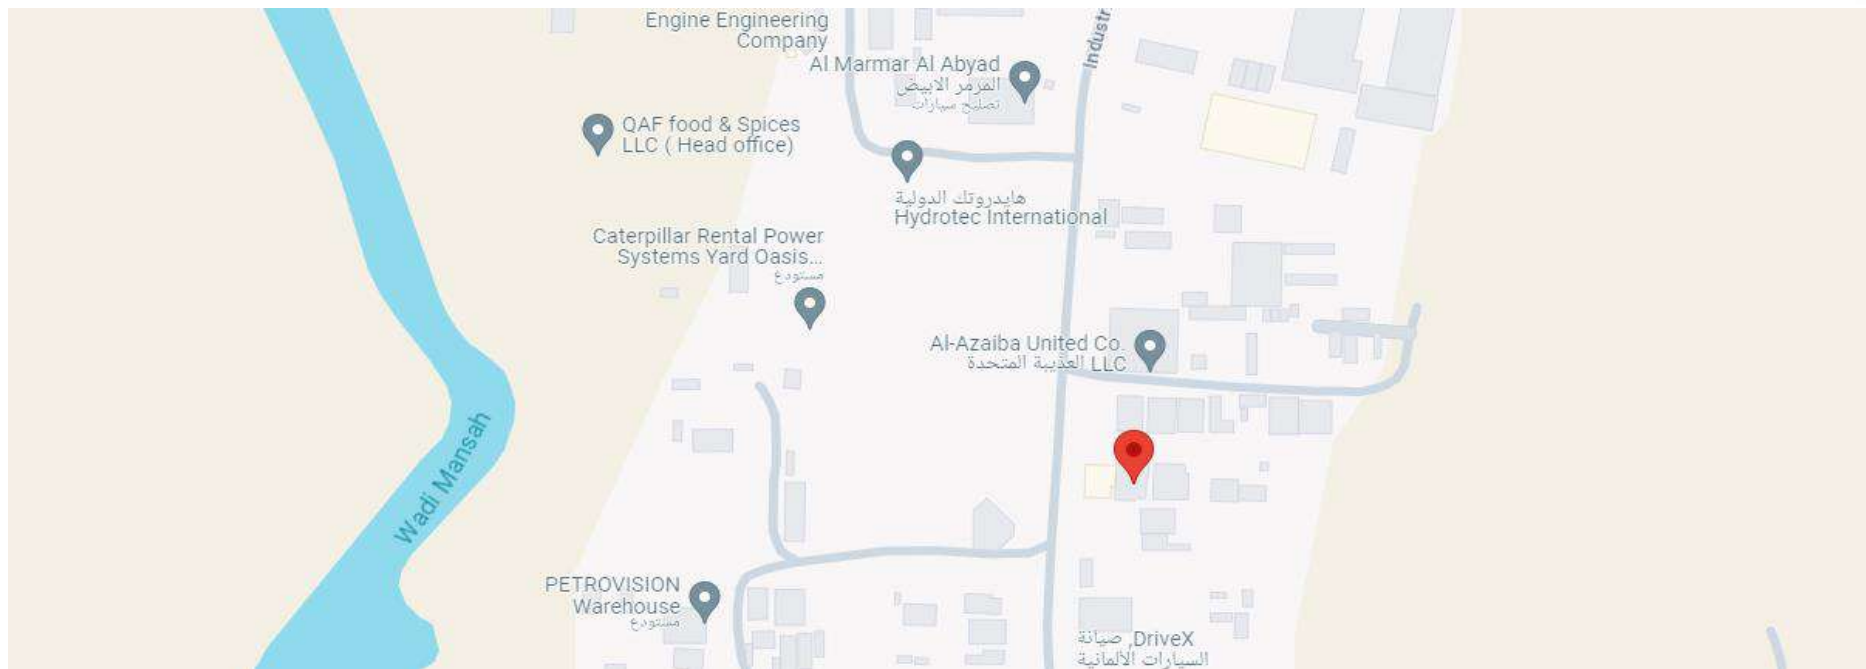 Engine Engineering
Company
Industr
Al Marmar Al Abyad
المرمر الابيض
تصليح سيارات
QAF food & Spices
LLC ( Head office)
هايدروتك الدولية
Hydrotec International
Caterpillar Rental Power
Systems Yard Oasis...
مستودع
Al-Azaiba United Co.
LLC العذيبة المتحدة
Wadi Mansah
PETROVISION
Warehouse
مستودع
DriveX, صيانة
السيارات الألمانية